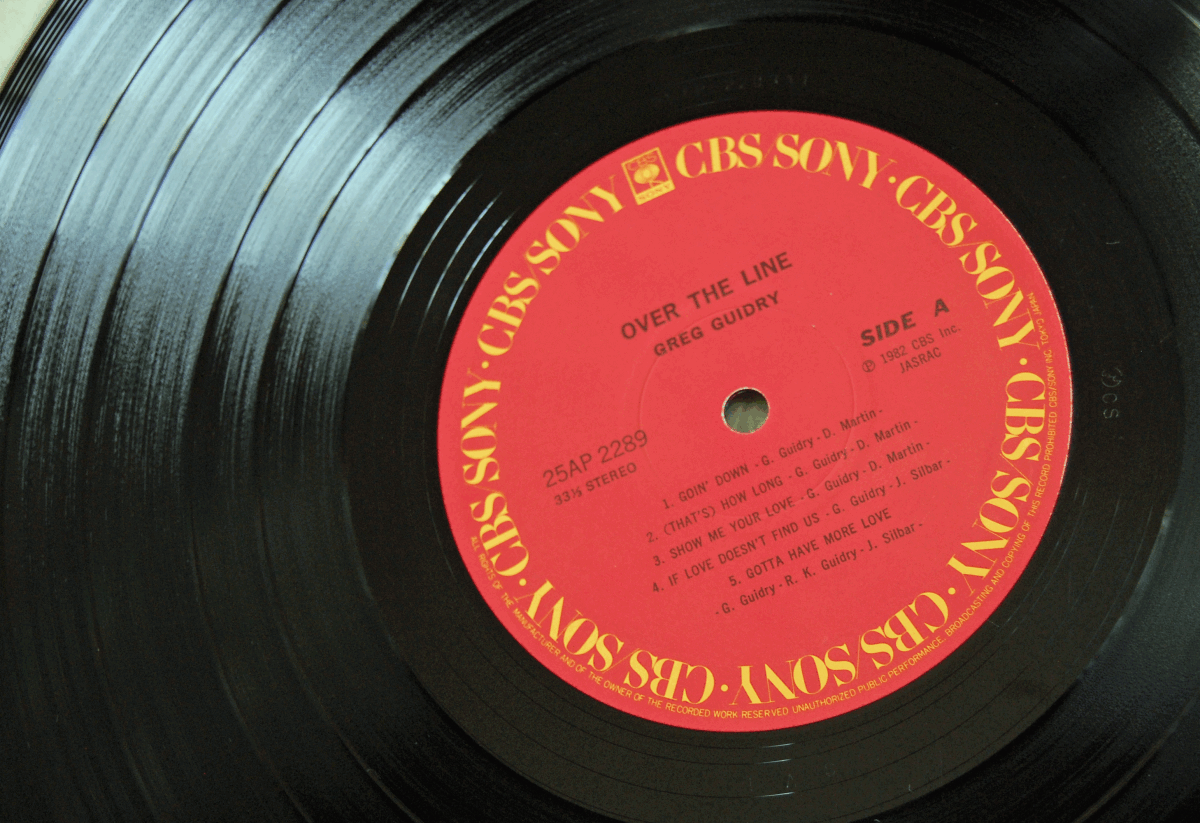 CBS/SONY · CBS/SONY · CBS/SONY · CBS/SONY · CBS/SONY · CBS/SONY · CBS/SONY · CBS/SONY
CBS
SONY
OVER THE LINE
GREG GUIDRY
SIDE A
Ⓟ 1982 CBS Inc.
JASRAC
25AP 2289
33⅓ STEREO
1. GOIN' DOWN - G. Guidry - D. Martin -
2. (THAT'S) HOW LONG - G. Guidry - D. Martin -
3. SHOW ME YOUR LOVE - G. Guidry - D. Martin -
4. IF LOVE DOESN'T FIND US - G. Guidry - J. Silbar -
5. GOTTA HAVE MORE LOVE
- G. Guidry - R. K. Guidry - J. Silbar -
ALL RIGHTS OF THE MANUFACTURER AND OF THE OWNER OF THE RECORDED WORK RESERVED UNAUTHORIZED PUBLIC PERFORMANCE, BROADCASTING AND COPYING OF THIS RECORD PROHIBITED CBS/SONY INC. TOKYO JAPAN